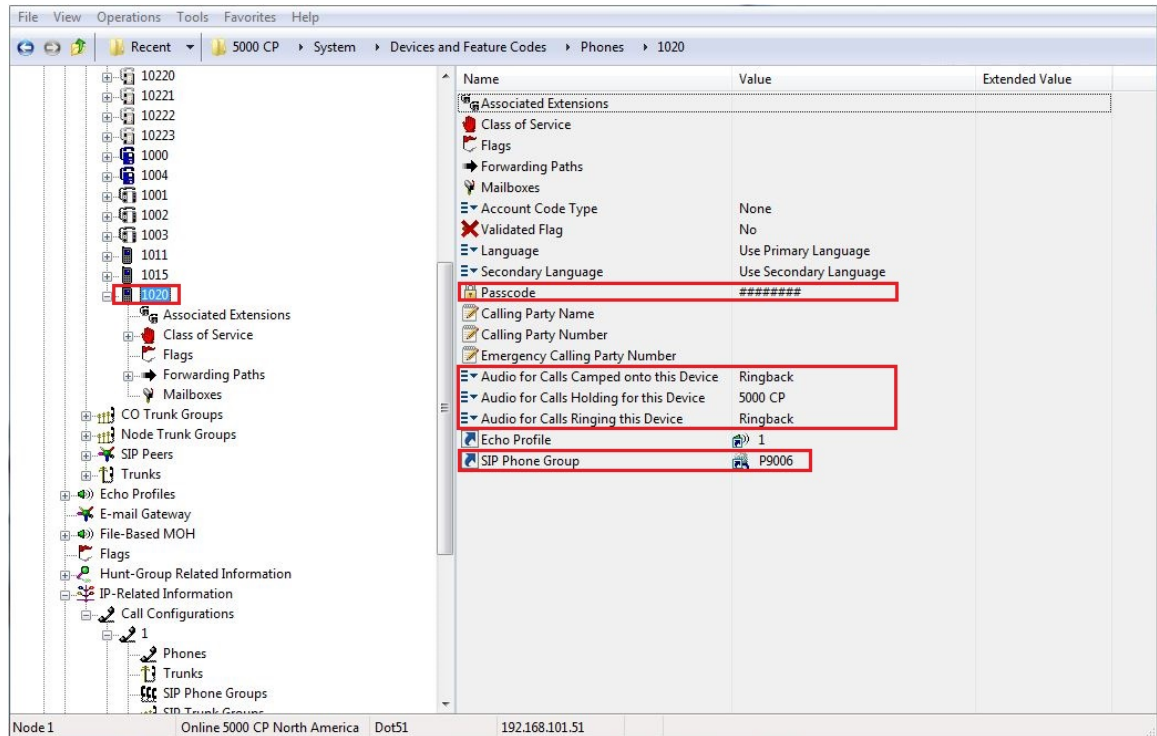 File View Operations Tools Favorites Help
Recent 5000 CP System Devices and Feature Codes Phones 1020
10220
10221
10222
10223
1000
1004
1001
1002
1003
1011
1015
1020
Associated Extensions
Class of Service
Flags
Forwarding Paths
Mailboxes
CO Trunk Groups
Node Trunk Groups
SIP Peers
Trunks
Echo Profiles
E-mail Gateway
File-Based MOH
Flags
Hunt-Group Related Information
IP-Related Information
Call Configurations
1
Phones
Trunks
SIP Phone Groups
SIP Trunk Groups
Name Value Extended Value
Associated Extensions
Class of Service
Flags
Forwarding Paths
Mailboxes
Account Code Type None
Validated Flag No
Language Use Primary Language
Secondary Language Use Secondary Language
Passcode ########
Calling Party Name
Calling Party Number
Emergency Calling Party Number
Audio for Calls Camped onto this Device Ringback
Audio for Calls Holding for this Device 5000 CP
Audio for Calls Ringing this Device Ringback
Echo Profile 1
SIP Phone Group P9006
Node 1 Online 5000 CP North America Dot51 192.168.101.51